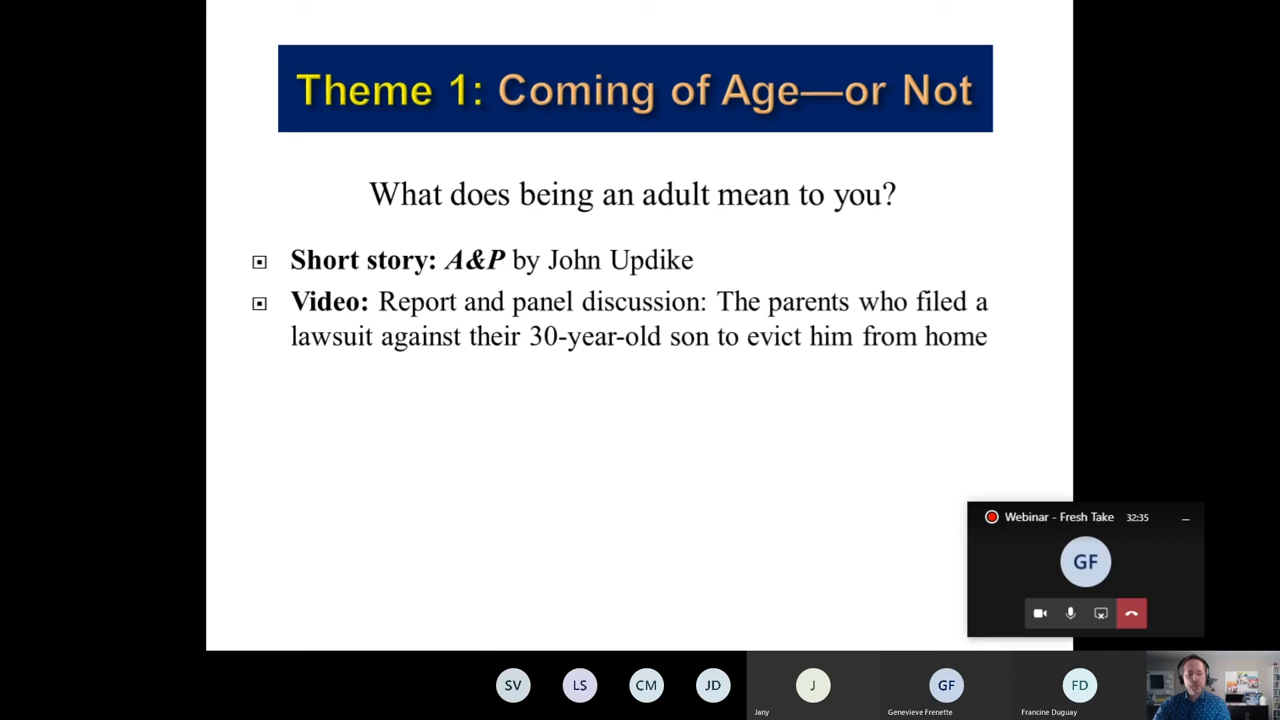 Theme 1: Coming of Age—or Not
What does being an adult mean to you?
Short story: A&P by John Updike
Video: Report and panel discussion: The parents who filed a
lawsuit against their 30-year-old son to evict him from home
Webinar - Fresh Take 32:35
GF
SV LS CM JD J GF FD
Jany Genevieve Frenette Francine Duguay